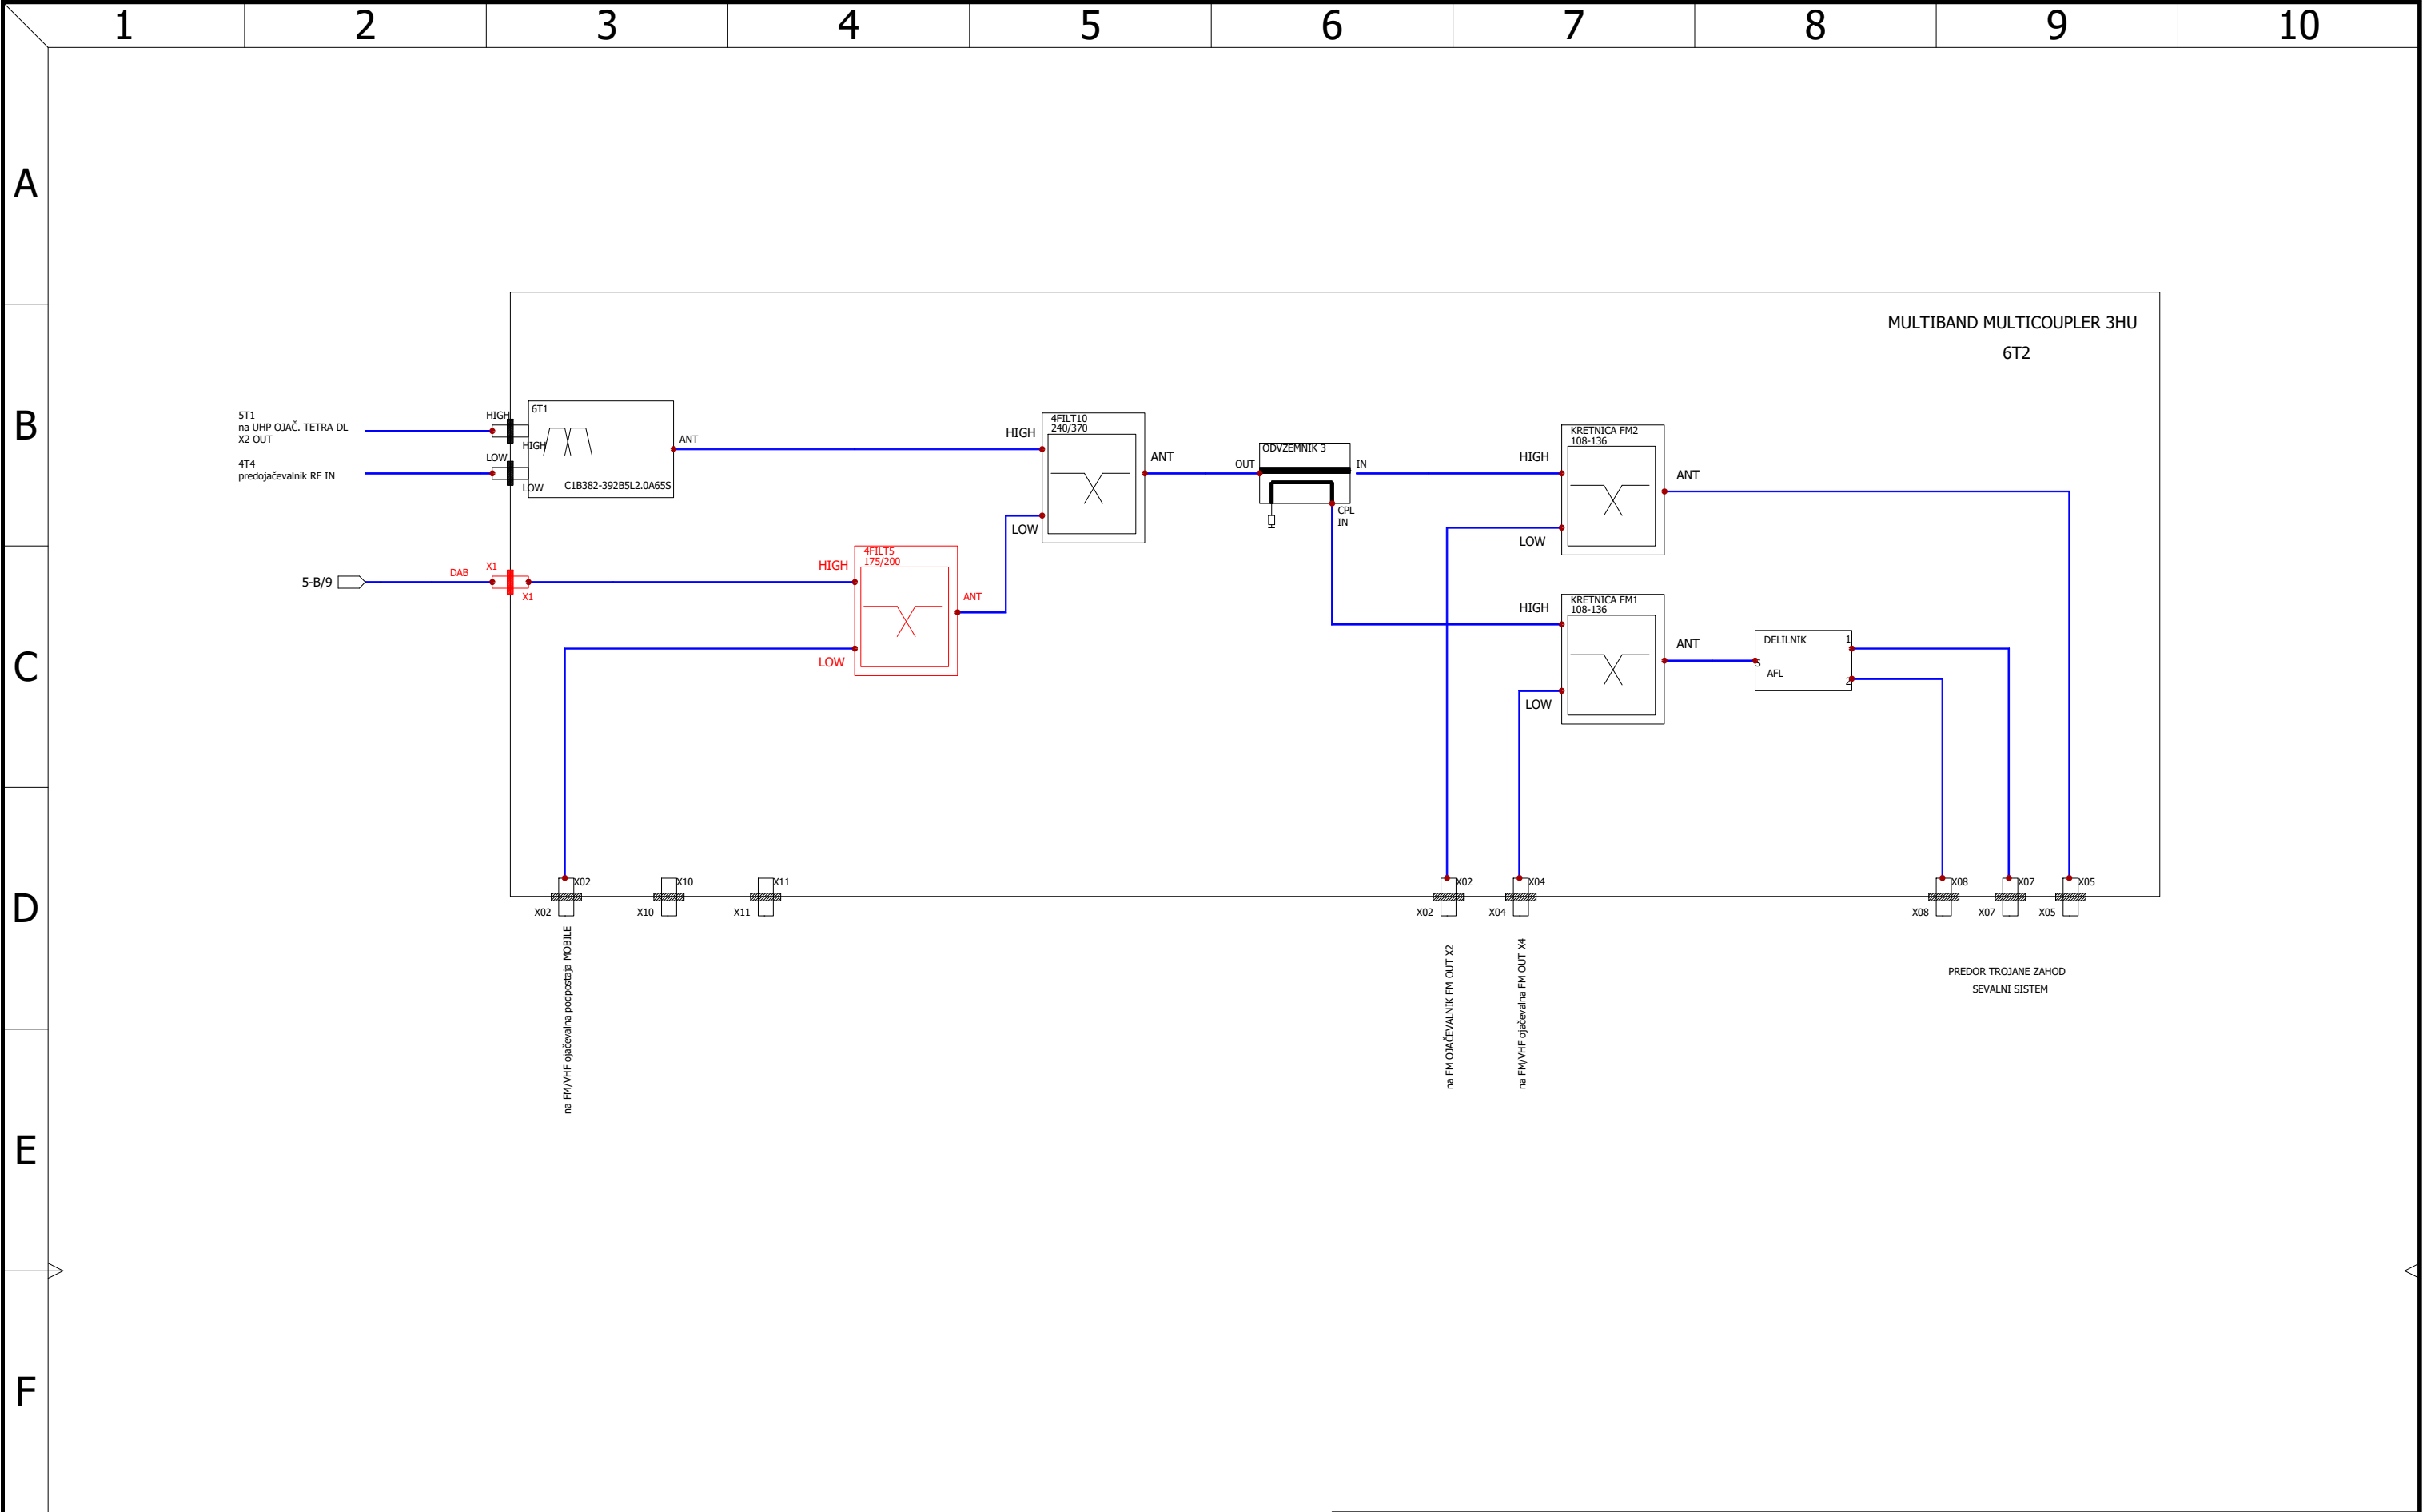 1 2 3 4 5 6 7 8 9 10
A
B
C
D
E
F
MULTIBAND MULTICOUPLER 3HU
6T2
5T1
na UHP OJAČ. TETRA DL
X2 OUT
4T4
predojačevalnik RF IN
HIGH
HIGH
LOW
LOW
6T1
C1B382-392B5L2.0A65S
ANT
HIGH
LOW
4FILT10
240/370
ANT
ODVZEMNIK 3
OUT
IN
CPL
IN
HIGH
LOW
KRETNICA FM2
108-136
ANT
5-B/9
DAB
X1
X1
HIGH
LOW
4FILT5
175/200
ANT
HIGH
LOW
KRETNICA FM1
108-136
ANT
DELILNIK
AFL
S
1
2
X02
X02
X10
X10
X11
X11
X02
X02
X04
X04
X08
X08
X07
X07
X05
X05
na FM/VHF ojačevalna podpostaja MOBILE
na FM OJAČEVALNIK FM OUT X2
na FM/VHF ojačevalna FM OUT X4
PREDOR TROJANE ZAHOD
SEVALNI SISTEM